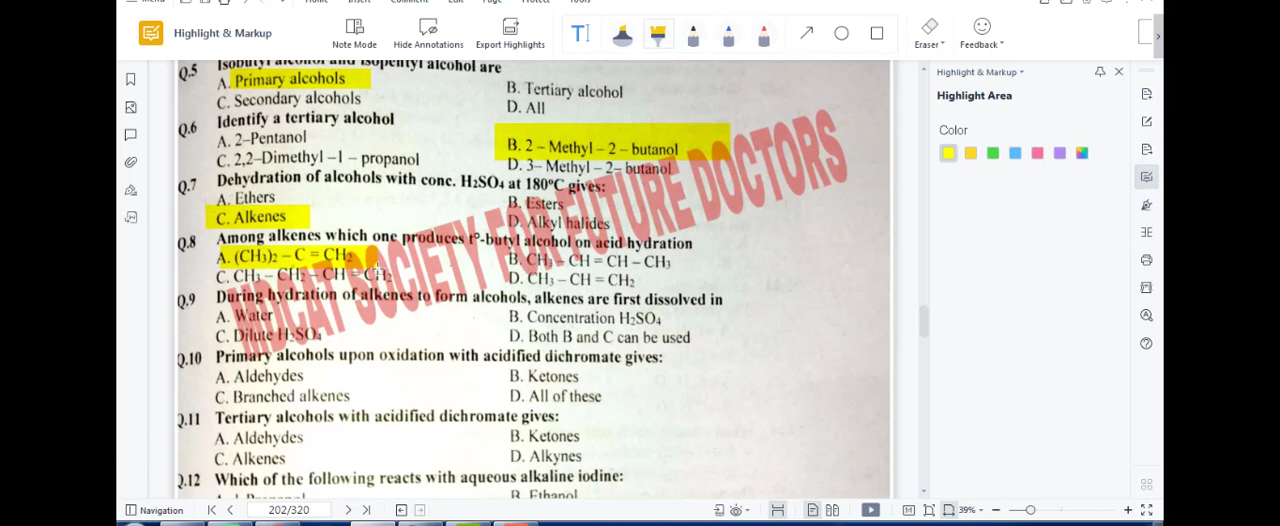 Menu
Home
Insert
Comment
Edit
Page
Protect
Tools
Highlight & Markup
Note Mode
Hide Annotations
Export Highlights
Eraser
Feedback
Highlight & Markup
Highlight Area
Color
Q.5 Isobutyl alcohol and isopentyl alcohol are
A. Primary alcohols B. Tertiary alcohol
C. Secondary alcohols D. All
Q.6 Identify a tertiary alcohol
A. 2–Pentanol B. 2 – Methyl – 2 – butanol
C. 2,2–Dimethyl –1 – propanol D. 3– Methyl – 2– butanol
Q.7 Dehydration of alcohols with conc. H₂SO₄ at 180°C gives:
A. Ethers B. Esters
C. Alkenes D. Alkyl halides
Q.8 Among alkenes which one produces t°-butyl alcohol on acid hydration
A. (CH₃)₂ – C = CH₂ B. CH₃ – CH = CH – CH₃
C. CH₃ – CH₂ – CH = CH₂ D. CH₃ – CH = CH₂
Q.9 During hydration of alkenes to form alcohols, alkenes are first dissolved in
A. Water B. Concentration H₂SO₄
C. Dilute H₂SO₄ D. Both B and C can be used
Q.10 Primary alcohols upon oxidation with acidified dichromate gives:
A. Aldehydes B. Ketones
C. Branched alkenes D. All of these
Q.11 Tertiary alcohols with acidified dichromate gives:
A. Aldehydes B. Ketones
C. Alkenes D. Alkynes
Q.12 Which of the following reacts with aqueous alkaline iodine:
B. Ethanol
MDCAT SOCIETY FOR FUTURE DOCTORS
Navigation
202/320
39%